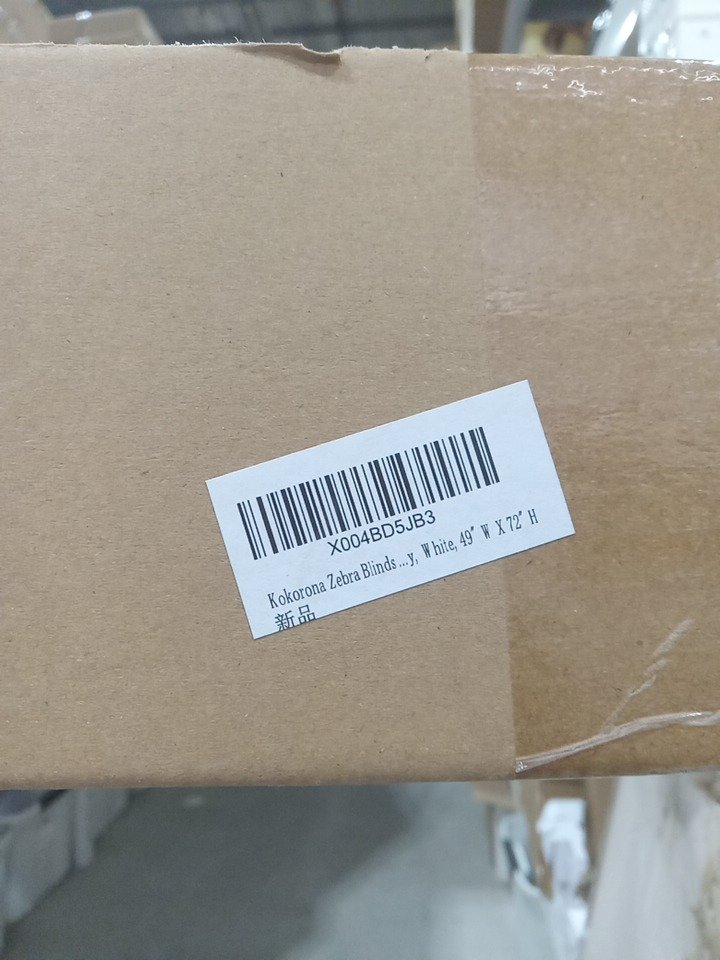 X004BD5JB3
Kokorona Zebra Blinds ...y, White, 49" W X 72" H
新品